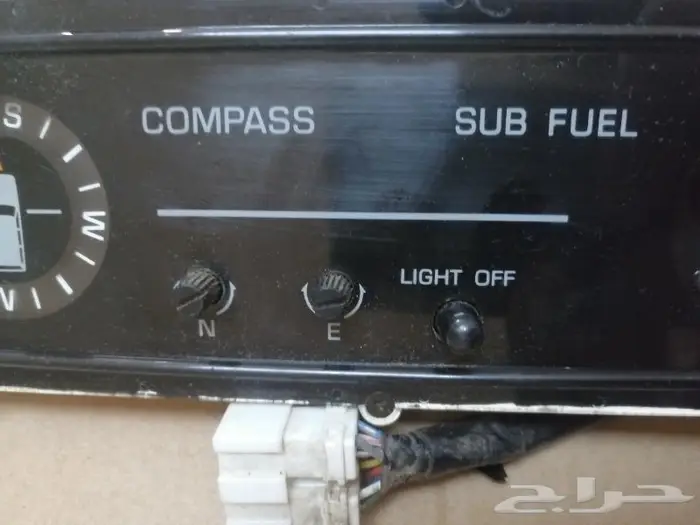 COMPASS
SUB FUEL
S
W
N
LIGHT OFF
N
E
حراج